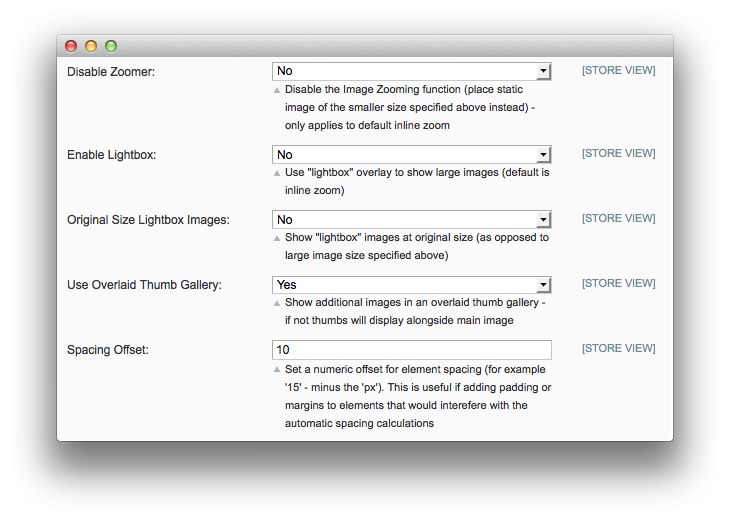 Disable Zoomer: No [STORE VIEW]
Disable the Image Zooming function (place static
image of the smaller size specified above instead) -
only applies to default inline zoom
Enable Lightbox: No [STORE VIEW]
Use "lightbox" overlay to show large images (default is
inline zoom)
Original Size Lightbox Images: No [STORE VIEW]
Show "lightbox" images at original size (as opposed to
large image size specified above)
Use Overlaid Thumb Gallery: Yes [STORE VIEW]
Show additional images in an overlaid thumb gallery -
if not thumbs will display alongside main image
Spacing Offset: 10 [STORE VIEW]
Set a numeric offset for element spacing (for example
'15' - minus the 'px'). This is useful if adding padding or
margins to elements that would interefere with the
automatic spacing calculations